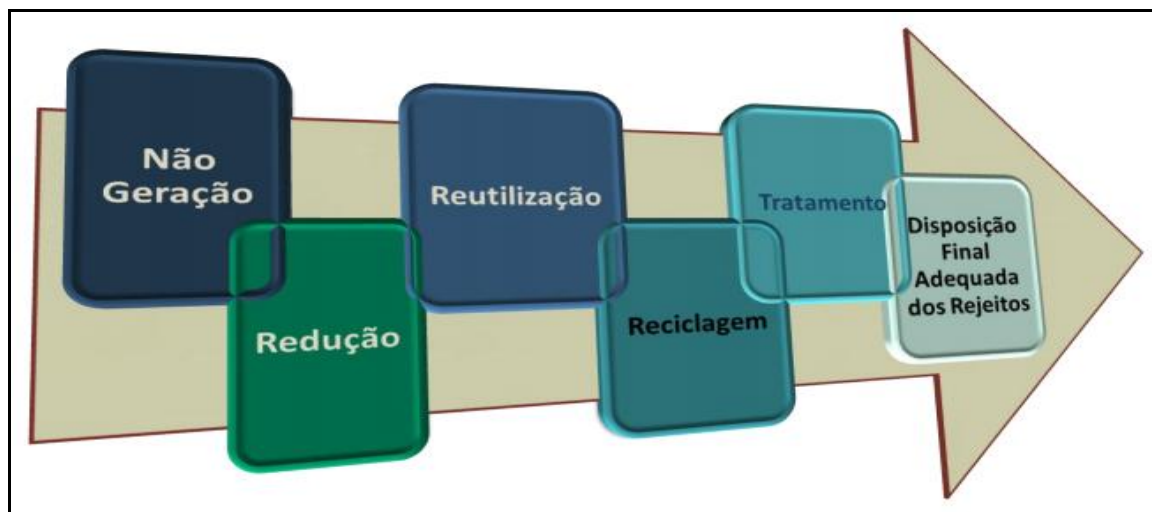 Não
Geração
Redução
Reutilização
Reciclagem
Tratamento
Disposição
Final
Adequada
dos Rejeitos